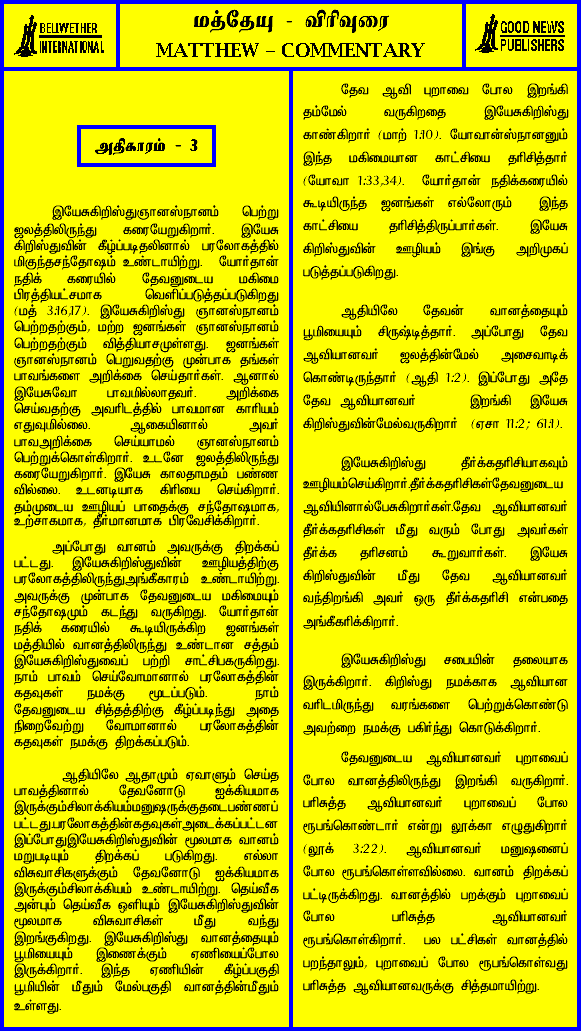 BELLWETHER
INTERNATIONAL
மத்தேயு - விரிவுரை
MATTHEW – COMMENTARY
GOOD NEWS
PUBLISHERS
அதிகாரம் - 3
இயேசுகிறிஸ்துஞானஸ்நானம் பெற்று
ஜலத்திலிருந்து கரையேறுகிறார். இயேசு
கிறிஸ்துவின் கீழ்ப்படிதலினால் பரலோகத்தில்
மிகுந்தசந்தோஷம் உண்டாயிற்று. யோர்தான்
நதிக் கரையில் தேவனுடைய மகிமை
பிரத்தியட்சமாக வெளிப்படுத்தப்படுகிறது
(மத் 3:16,17). இயேசுகிறிஸ்து ஞானஸ்நானம்
பெற்றதற்கும், மற்ற ஜனங்கள் ஞானஸ்நானம்
பெற்றதற்கும் வித்தியாசமுள்ளது. ஜனங்கள்
ஞானஸ்நானம் பெறுவதற்கு முன்பாக தங்கள்
பாவங்களை அறிக்கை செய்தார்கள். ஆனால்
இயேசுவோ பாவமில்லாதவர். அறிக்கை
செய்வதற்கு அவரிடத்தில் பாவமான காரியம்
எதுவுமில்லை. ஆகையினால் அவர்
பாவஅறிக்கை செய்யாமல் ஞானஸ்நானம்
பெற்றுக்கொள்கிறார். உடனே ஜலத்திலிருந்து
கரையேறுகிறார். இயேசு காலதாமதம் பண்ண
வில்லை. உடனடியாக கிரியை செய்கிறார்.
தம்முடைய ஊழியப் பாதைக்கு சந்தோஷமாக,
உற்சாகமாக, தீர்மானமாக பிரவேசிக்கிறார்.
அப்போது வானம் அவருக்கு திறக்கப்
பட்டது. இயேசுகிறிஸ்துவின் ஊழியத்திற்கு
பரலோகத்திலிருந்துஅங்கீகாரம் உண்டாயிற்று.
அவருக்கு முன்பாக தேவனுடைய மகிமையும்
சந்தோஷமும் கடந்து வருகிறது. யோர்தான்
நதிக் கரையில் கூடியிருக்கிற ஜனங்கள்
மத்தியில் வானத்திலிருந்து உண்டான சத்தம்
இயேசுகிறிஸ்துவைப் பற்றி சாட்சிபகருகிறது.
நாம் பாவம் செய்வோமானால் பரலோகத்தின்
கதவுகள் நமக்கு மூடப்படும். நாம்
தேவனுடைய சித்தத்திற்கு கீழ்ப்படிந்து அதை
நிறைவேற்று வோமானால் பரலோகத்தின்
கதவுகள் நமக்கு திறக்கப்படும்.
ஆதியிலே ஆதாமும் ஏவாளும் செய்த
பாவத்தினால் தேவனோடு ஐக்கியமாக
இருக்கும்சிலாக்கியம்மனுஷருக்குதடைபண்ணப்
பட்டது.பரலோகத்தின்கதவுகள்அடைக்கப்பட்டன
இப்போதுஇயேசுகிறிஸ்துவின் மூலமாக வானம்
மறுபடியும் திறக்கப் படுகிறது. எல்லா
விசுவாசிகளுக்கும் தேவனோடு ஐக்கியமாக
இருக்கும்சிலாக்கியம் உண்டாயிற்று. தெய்வீக
அன்பும் தெய்வீக ஒளியும் இயேசுகிறிஸ்துவின்
மூலமாக விசுவாசிகள் மீது வந்து
இறங்குகிறது. இயேசுகிறிஸ்து வானத்தையும்
பூமியையும் இணைக்கும் ஏணியைப்போல
இருக்கிறார். இந்த ஏணியின் கீழ்ப்பகுதி
பூமியின் மீதும் மேல்பகுதி வானத்தின்மீதும்
உள்ளது.
தேவ ஆவி புறாவை போல இறங்கி
தம்மேல் வருகிறதை இயேசுகிறிஸ்து
காண்கிறார் (மாற் 1:10). யோவான்ஸ்நானனும்
இந்த மகிமையான காட்சியை தரிசித்தார்
(யோவா 1:33,34). யோர்தான் நதிக்கரையில்
கூடியிருந்த ஜனங்கள் எல்லோரும் இந்த
காட்சியை தரிசித்திருப்பார்கள். இயேசு
கிறிஸ்துவின் ஊழியம் இங்கு அறிமுகப்
படுத்தப்படுகிறது.
ஆதியிலே தேவன் வானத்தையும்
பூமியையும் சிருஷ்டித்தார். அப்போது தேவ
ஆவியானவர் ஜலத்தின்மேல் அசைவாடிக்
கொண்டிருந்தார் (ஆதி 1:2). இப்போது அதே
தேவ ஆவியானவர் இறங்கி இயேசு
கிறிஸ்துவின்மேல்வருகிறார் (ஏசா 11:2; 61:1).
இயேசுகிறிஸ்து தீர்க்கதரிசியாகவும்
ஊழியம்செய்கிறார்.தீர்க்கதரிசிகள்தேவனுடைய
ஆவியினால்பேசுகிறார்கள்.தேவ ஆவியானவர்
தீர்க்கதரிசிகள் மீது வரும் போது அவர்கள்
தீர்க்க தரிசனம் கூறுவார்கள். இயேசு
கிறிஸ்துவின் மீது தேவ ஆவியானவர்
வந்திறங்கி அவர் ஒரு தீர்க்கதரிசி என்பதை
அங்கீகரிக்கிறார்.
இயேசுகிறிஸ்து சபையின் தலையாக
இருக்கிறார். கிறிஸ்து நமக்காக ஆவியான
வரிடமிருந்து வரங்களை பெற்றுக்கொண்டு
அவற்றை நமக்கு பகிர்ந்து கொடுக்கிறார்.
தேவனுடைய ஆவியானவர் புறாவைப்
போல வானத்திலிருந்து இறங்கி வருகிறார்.
பரிசுத்த ஆவியானவர் புறாவைப் போல
ரூபங்கொண்டார் என்று லூக்கா எழுதுகிறார்
(லூக் 3:22). ஆவியானவர் மனுஷனைப்
போல ரூபங்கொள்ளவில்லை. வானம் திறக்கப்
பட்டிருக்கிறது. வானத்தில் பறக்கும் புறாவைப்
போல பரிசுத்த ஆவியானவர்
ரூபங்கொள்கிறார். பல பட்சிகள் வானத்தில்
பறந்தாலும், புறாவைப் போல ரூபங்கொள்வது
பரிசுத்த ஆவியானவருக்கு சித்தமாயிற்று.